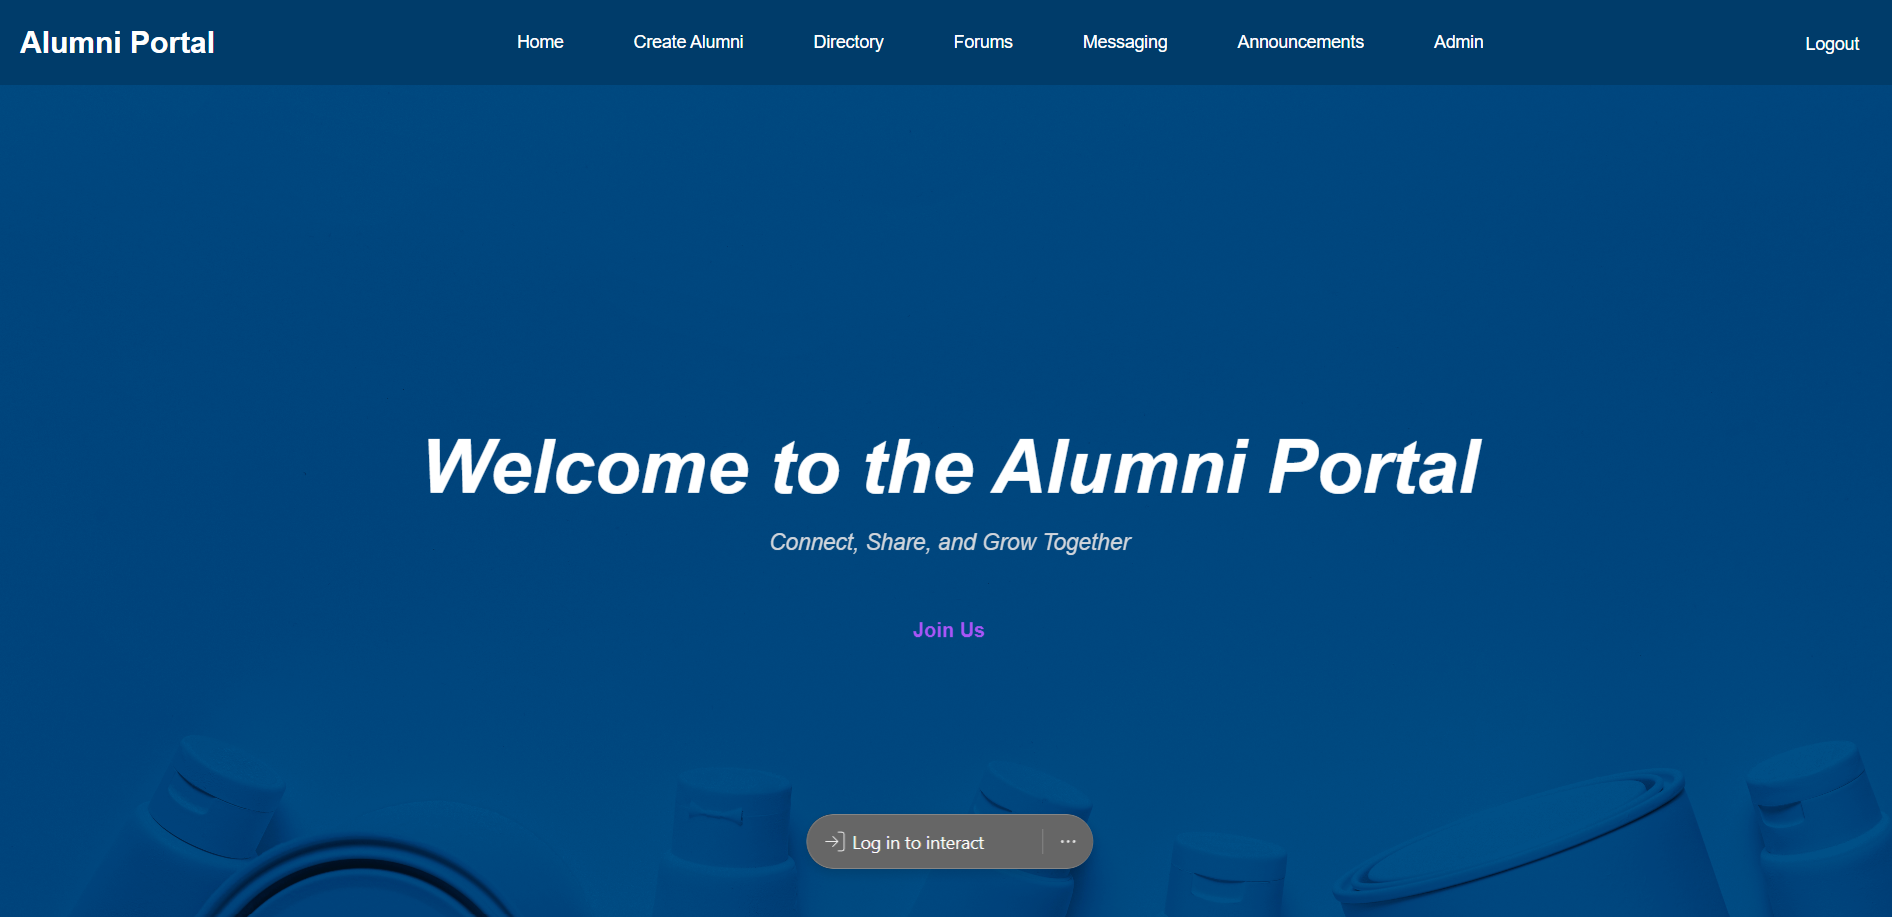 Alumni Portal
Home
Create Alumni
Directory
Forums
Messaging
Announcements
Admin
Logout
Welcome to the Alumni Portal
Connect, Share, and Grow Together
Join Us
Log in to interact